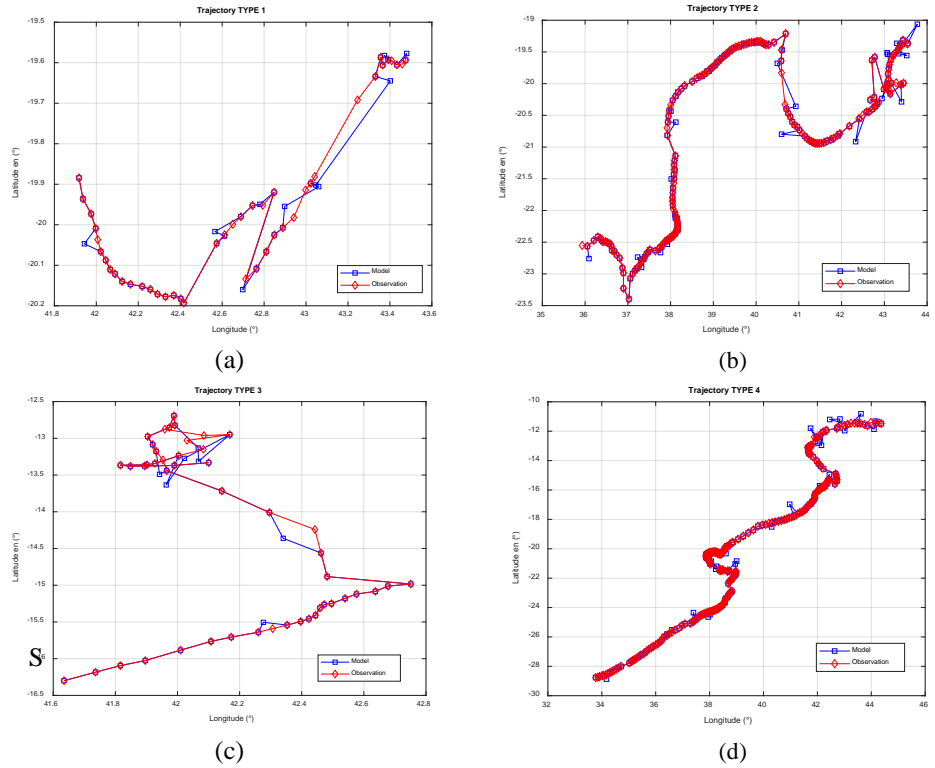 Trajectory TYPE 1
-19.5
-19.6
-19.7
-19.8
-19.9
-20
-20.1
-20.2
Latitude en (°)
41.8 42 42.2 42.4 42.6 42.8 43 43.2 43.4 43.6
Longitude (°)
Model
Observation
(a)
Trajectory TYPE 2
-19
-19.5
-20
-20.5
-21
-21.5
-22
-22.5
-23
-23.5
Latitude en (°)
35 36 37 38 39 40 41 42 43 44
Longitude (°)
Model
Observation
(b)
Trajectory TYPE 3
-12.5
-13
-13.5
-14
-14.5
-15
-15.5
-16.5
Latitude en (°)
S
41.6 41.8 42 42.2 42.4 42.6 42.8
Longitude (°)
Model
Observation
(c)
Trajectory TYPE 4
-10
-12
-14
-16
-18
-20
-22
-24
-26
-28
-30
Latitude en (°)
32 34 36 38 40 42 44 46
Longitude (°)
Model
Observation
(d)